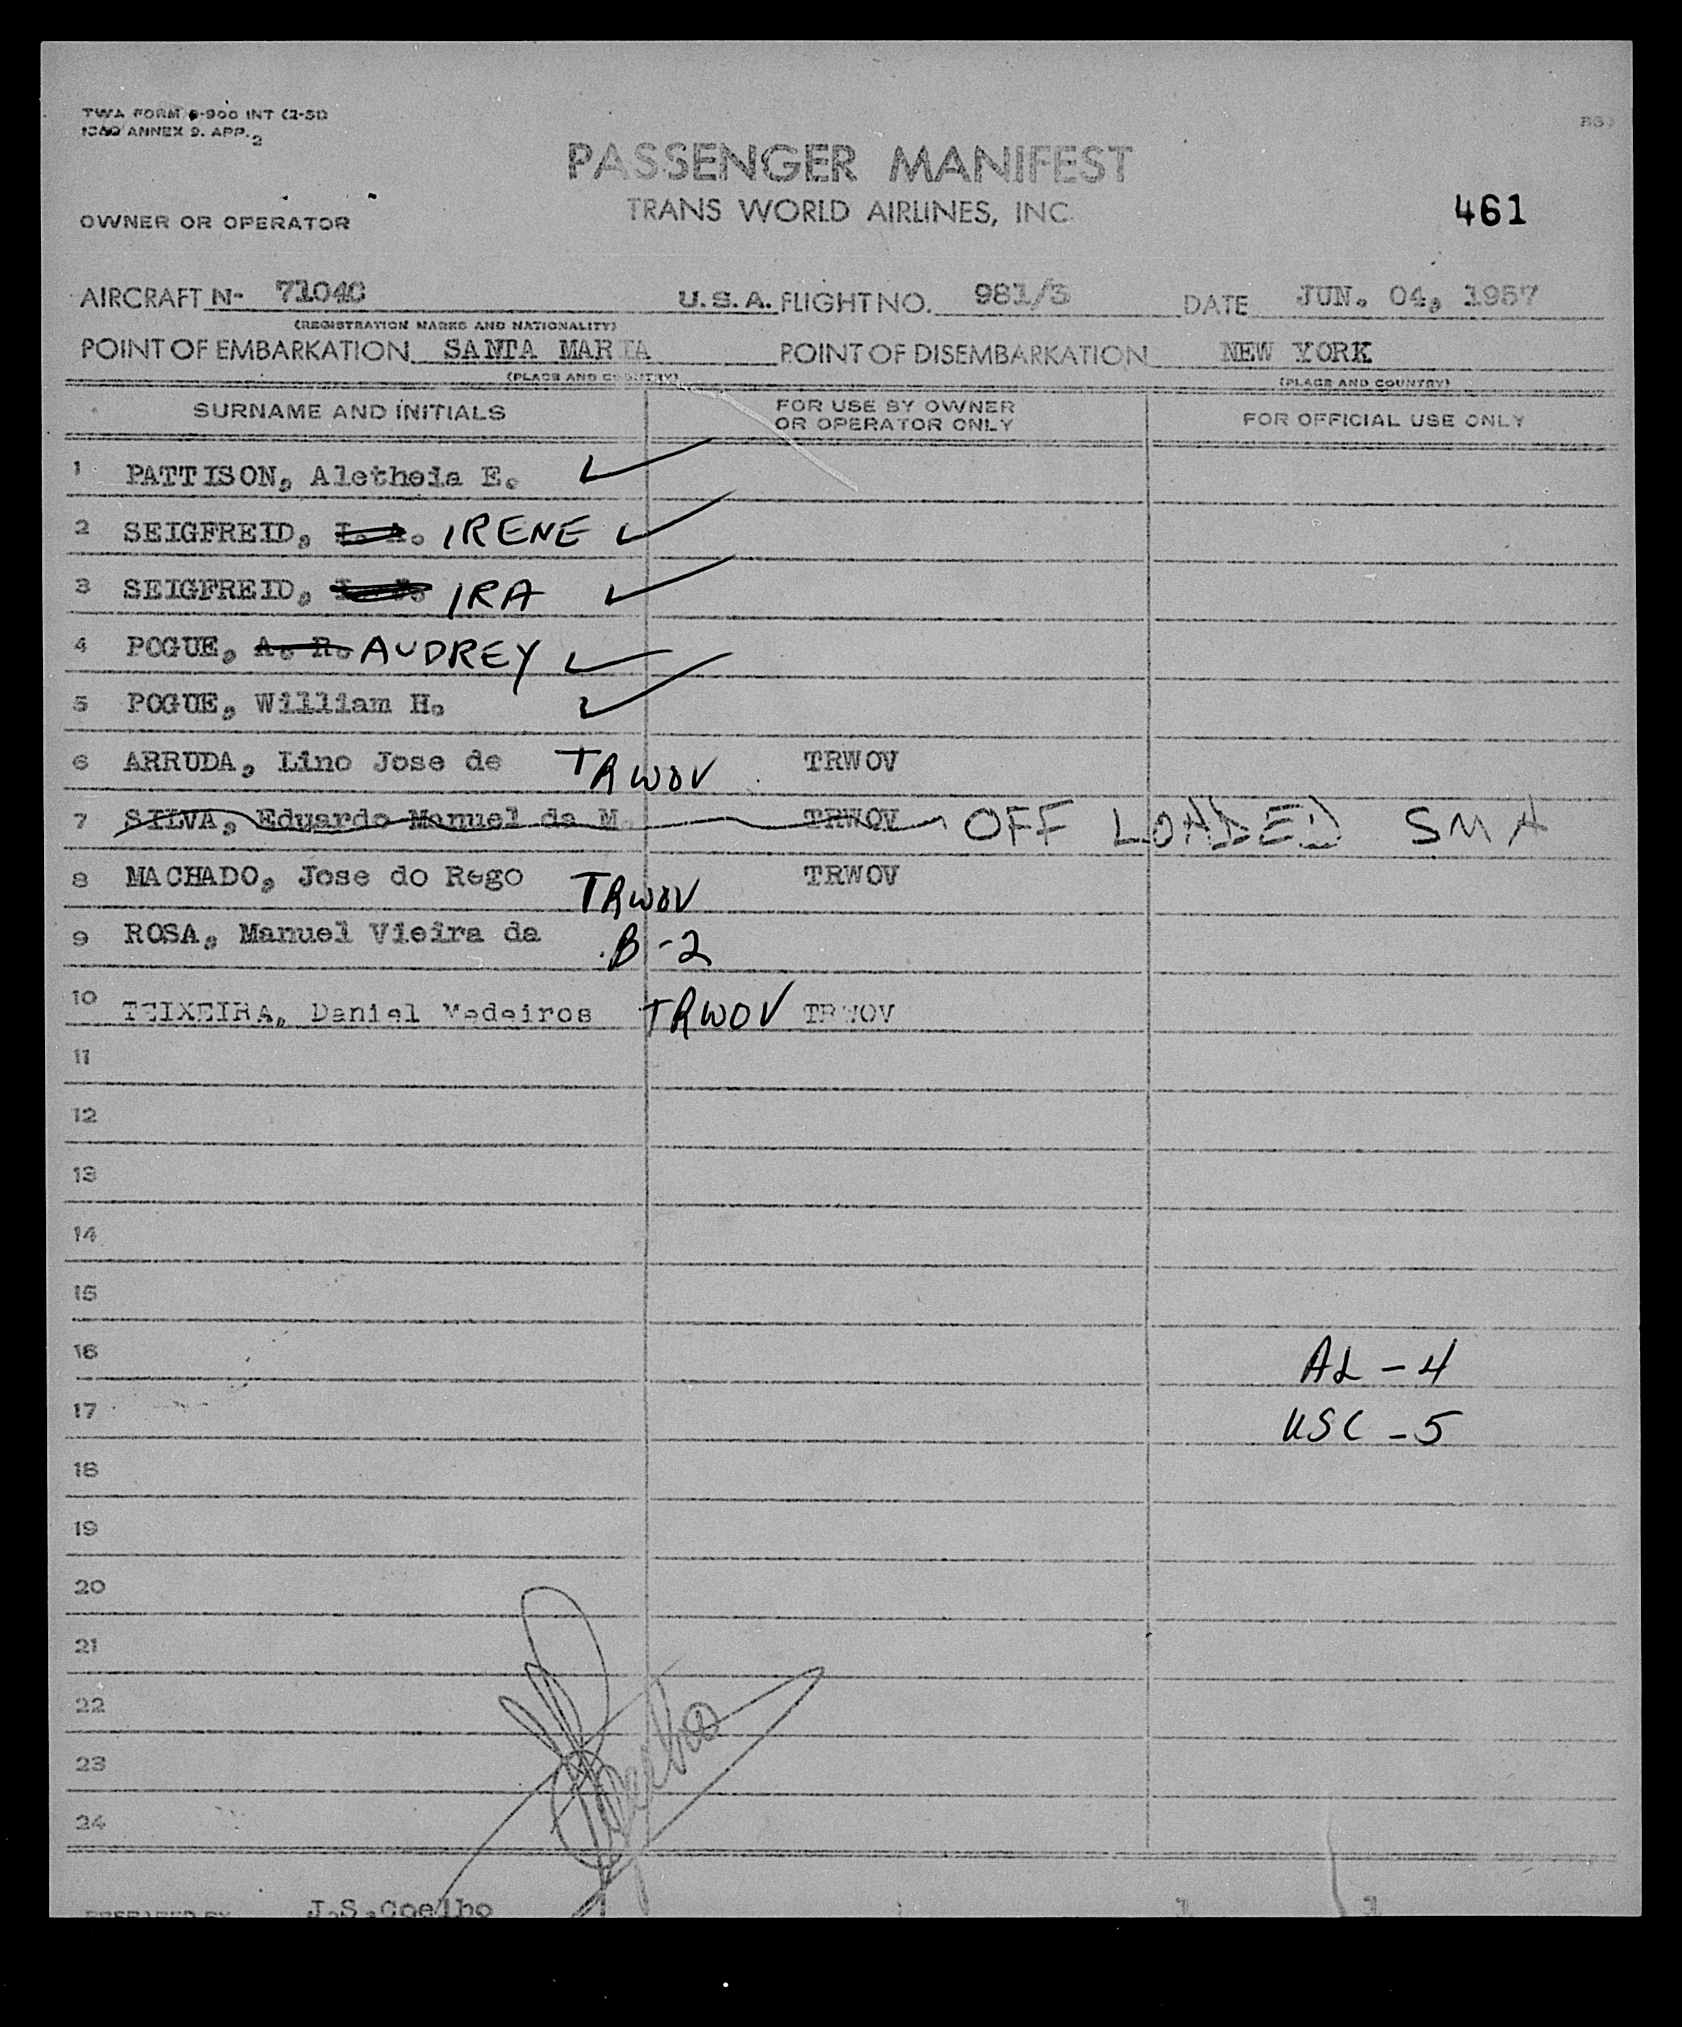 TWA FORM 6-900 INT (2-51)
ICAO ANNEX 9. APP. 2
PASSENGER MANIFEST
TRANS WORLD AIRLINES, INC.
461
OWNER OR OPERATOR
AIRCRAFT N- 7104C U.S.A. FLIGHT NO. 981/3 DATE JUN. 04, 1957
(REGISTRATION MARKS AND NATIONALITY)
POINT OF EMBARKATION SANTA MARIA POINT OF DISEMBARKATION NEW YORK
(PLACE AND COUNTRY) (PLACE AND COUNTRY)
SURNAME AND INITIALS FOR USE BY OWNER OR OPERATOR ONLY FOR OFFICIAL USE ONLY
1 PATTISON, Aletheia E. ✓
2 SEIGFREID, I. A. IRENE ✓
3 SEIGFREID, IRA ✓
4 POGUE, A. R. AUDREY ✓
5 POGUE, William H. ✓
6 ARRUDA, Lino Jose de TRWOV TRWOV
7 SILVA, Eduardo Manuel da M. TRWOV OFF LOADED SMA
8 MACHADO, Jose do Rego TRWOV TRWOV
9 ROSA, Manuel Vieira da B-2
10 TEIXEIRA, Daniel Medeiros TRWOV TRWOV
11
12
13
14
15
16 AL - 4
17 USC - 5
18
19
20
21
22
23
24
PREPARED BY J.S.Coelho 1 1